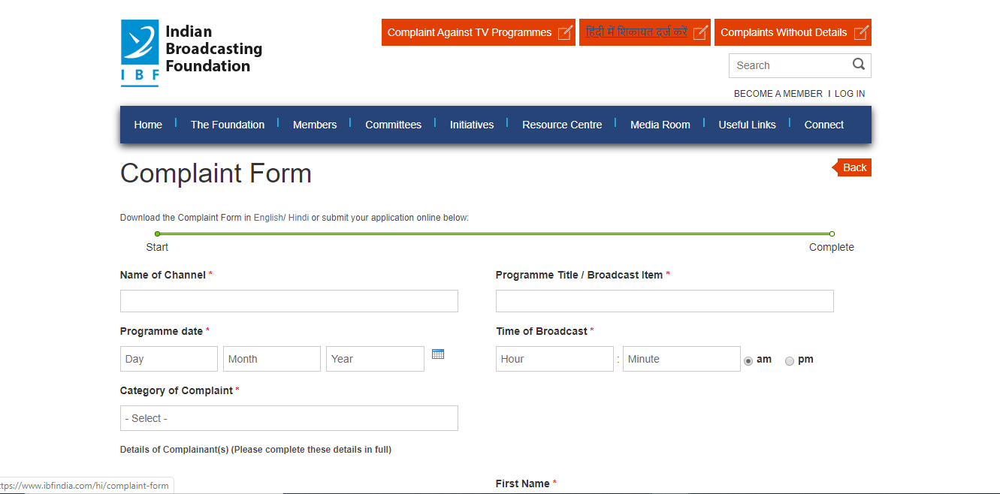 Indian
Broadcasting
Foundation
I B F
Complaint Against TV Programmes
हिंदी में शिकायत दर्ज करें
Complaints Without Details
Search
BECOME A MEMBER I LOG IN
Home The Foundation Members Committees Initiatives Resource Centre Media Room Useful Links Connect
Complaint Form
Back
Download the Complaint Form in English/ Hindi or submit your application online below:
Start Complete
Name of Channel * Programme Title / Broadcast Item *
Programme date * Time of Broadcast *
Day Month Year Hour : Minute am pm
Category of Complaint *
- Select -
Details of Complainant(s) (Please complete these details in full)
First Name *
ttps://www.ibfindia.com/hi/complaint-form